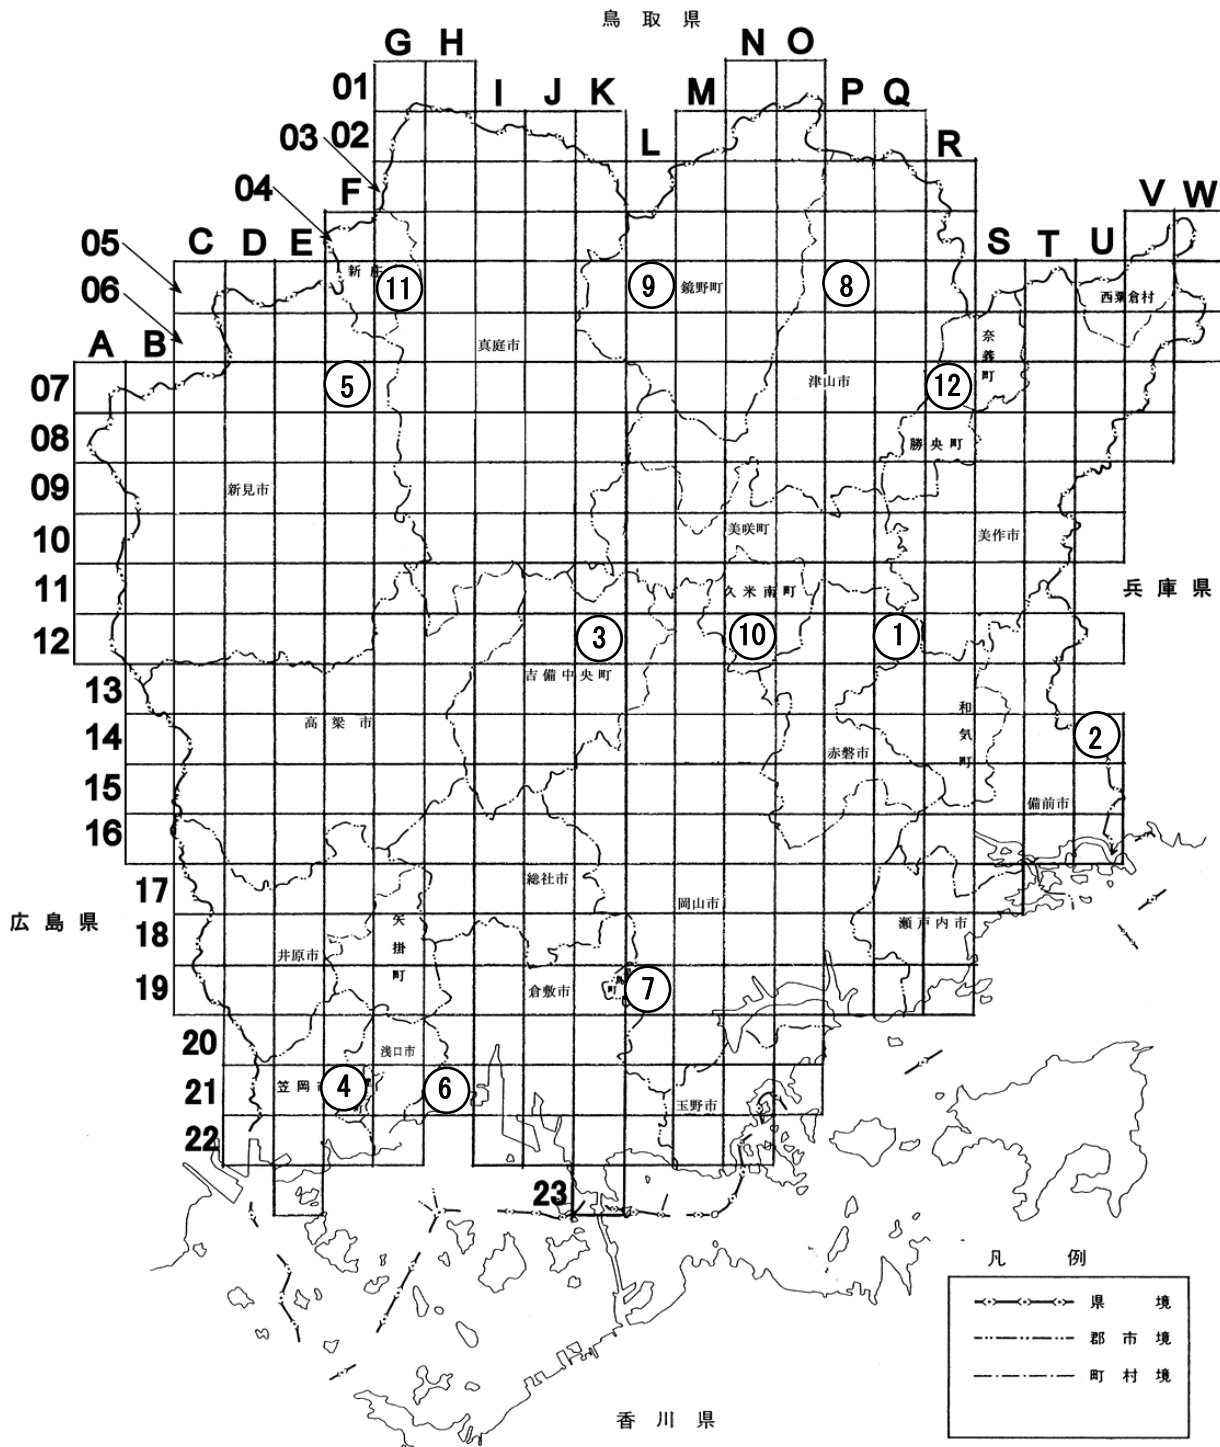 鳥取県
G H N O
01 I J K M P Q
03 02 L R
04 F V W
05 C D E S T U
新庄 11 9 鏡野町 8 西粟倉村
06
A B 真庭市 奈義町
07 5 津山市 12
08 勝央町
09 新見市
10 美咲町 美作市
11 久米南町 兵庫県
12 3 10 1
13 吉備中央町
高梁市 和気町
14 赤磐市 2
15 備前市
16
17 総社市
岡山市
広島県 矢掛町 瀬戸内市
18
井原市
19 倉敷市 町 7
20 浅口市
21 笠岡 4 6 玉野市
22
23
凡例
県境
郡市境
町村境
香川県